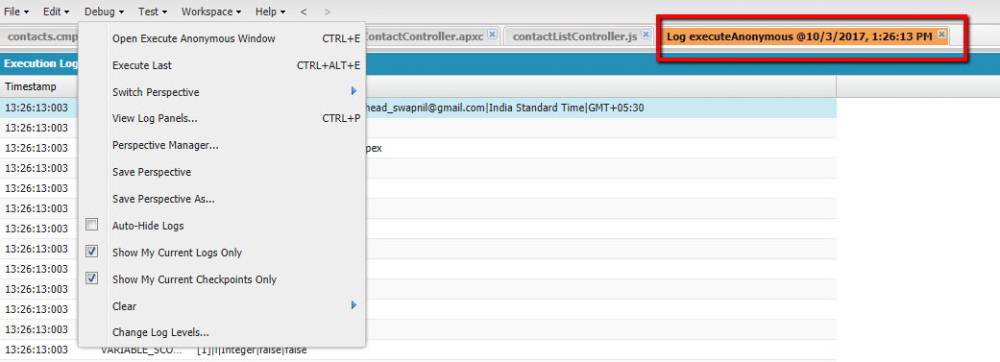 File Edit Debug Test Workspace Help < >
contacts.cmp ContactController.apxc contactListController.js Log executeAnonymous @10/3/2017, 1:26:13 PM
Execution Log
Timestamp
Open Execute Anonymous Window CTRL+E
Execute Last CTRL+ALT+E
Switch Perspective
View Log Panels... CTRL+P
Perspective Manager...
Save Perspective
Save Perspective As...
Auto-Hide Logs
Show My Current Logs Only
Show My Current Checkpoints Only
Clear
Change Log Levels...
13:26:13:003 head_swapnil@gmail.com|India Standard Time|GMT+05:30
13:26:13:003
13:26:13:003 pex
13:26:13:003
13:26:13:003
13:26:13:003
13:26:13:003
13:26:13:003
13:26:13:003
13:26:13:003
13:26:13:003
13:26:13:003
13:26:13:003 VARIABLE_SCO... [1]|i|Integer|false|false